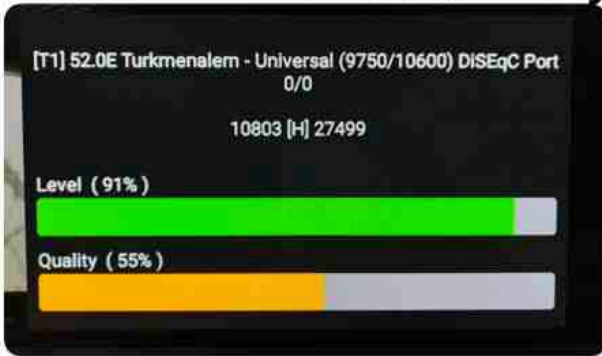 [T1] 52.0E Turkmenalem - Universal (9750/10600) DiSEqC Port
0/0
10803 [H] 27499
Level ( 91% )
Quality ( 55% )